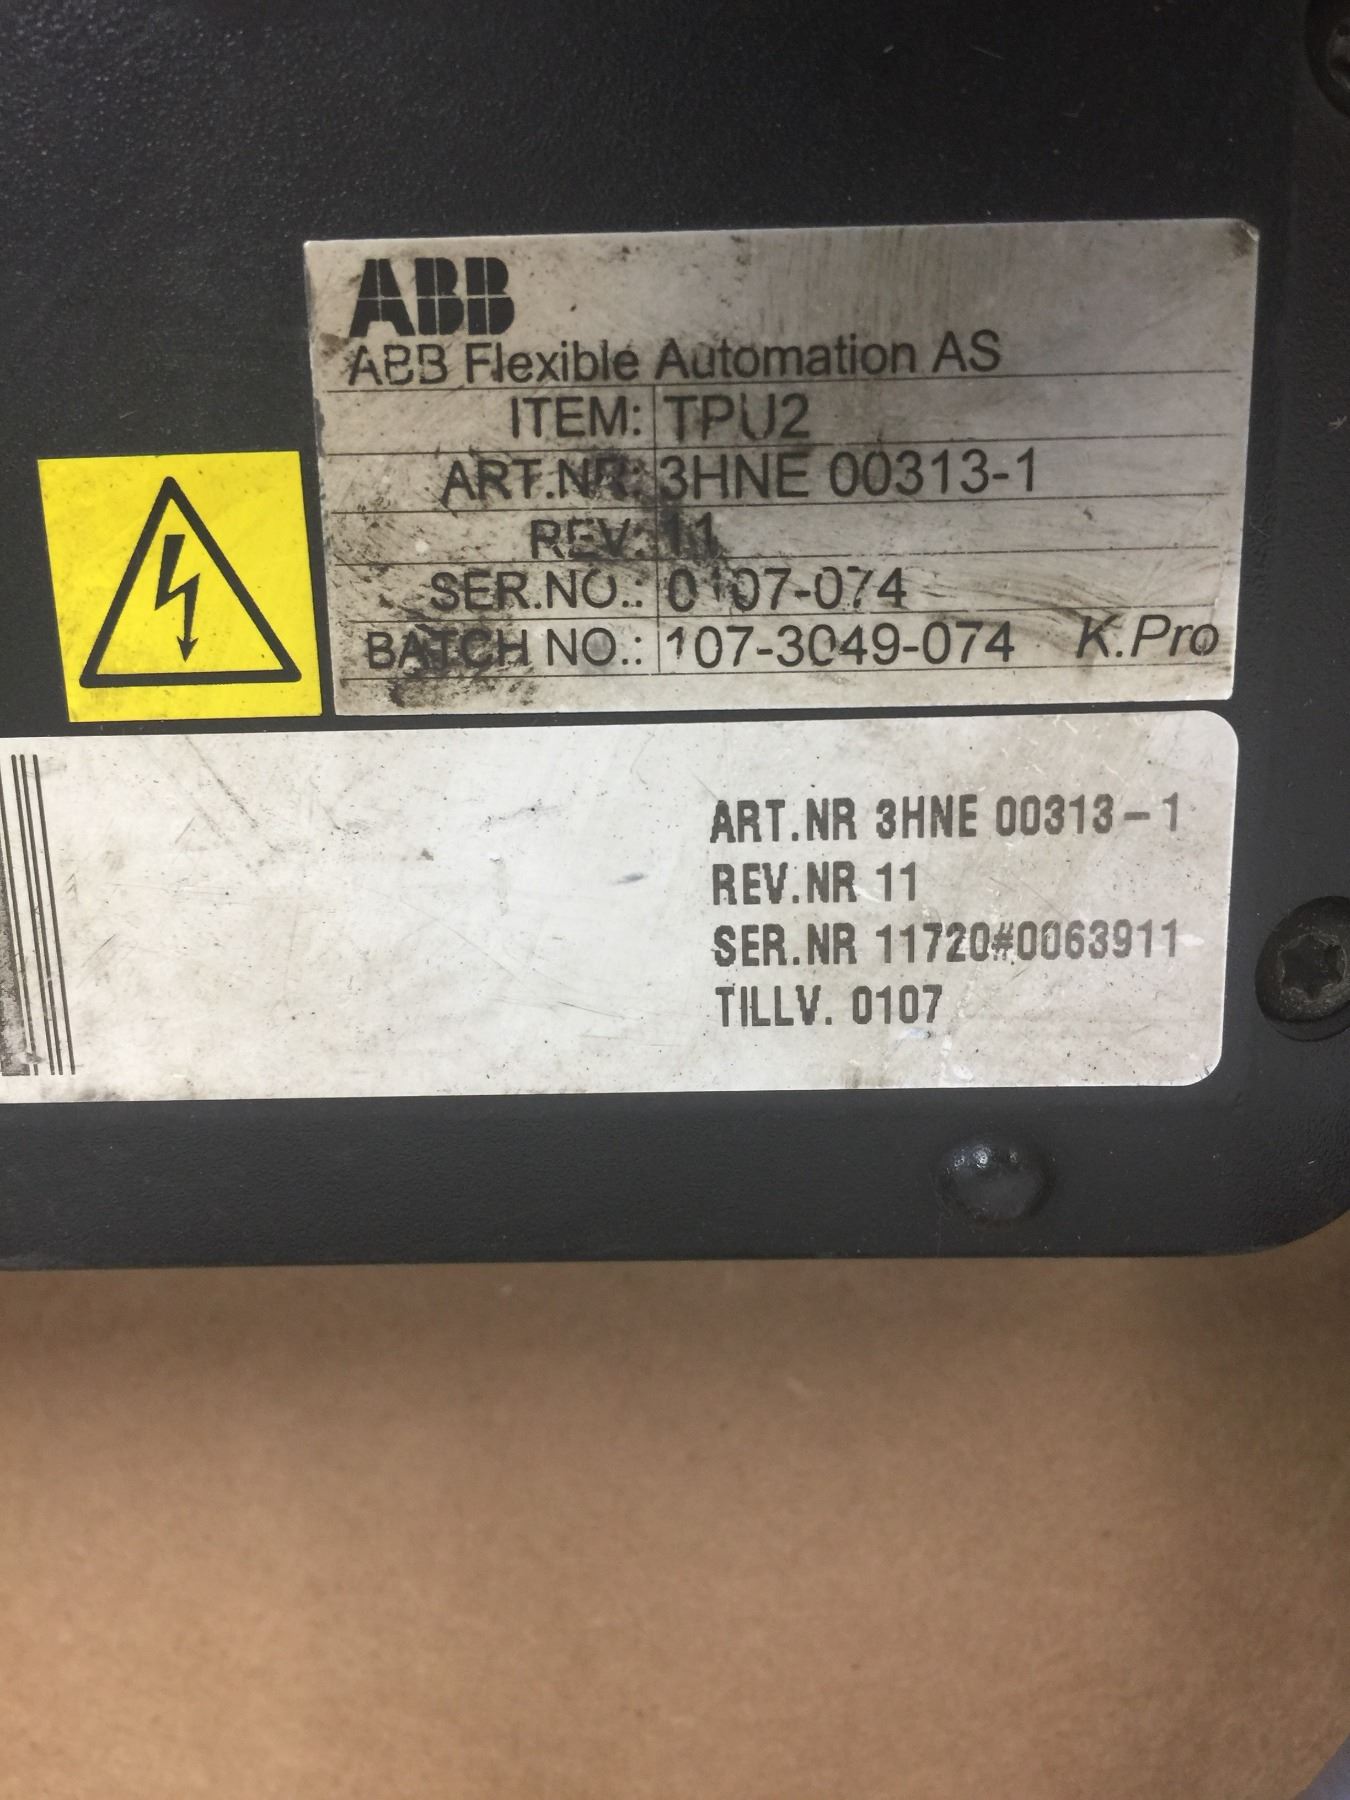 ABB
ABB Flexible Automation AS
ITEM: TPU2
ART.NR: 3HNE 00313-1
REV: 11
SER.NO.: 0107-074
BATCH NO.: 107-3049-074 K.Pro
ART.NR 3HNE 00313-1
REV.NR 11
SER.NR 11720#0063911
TILLV. 0107